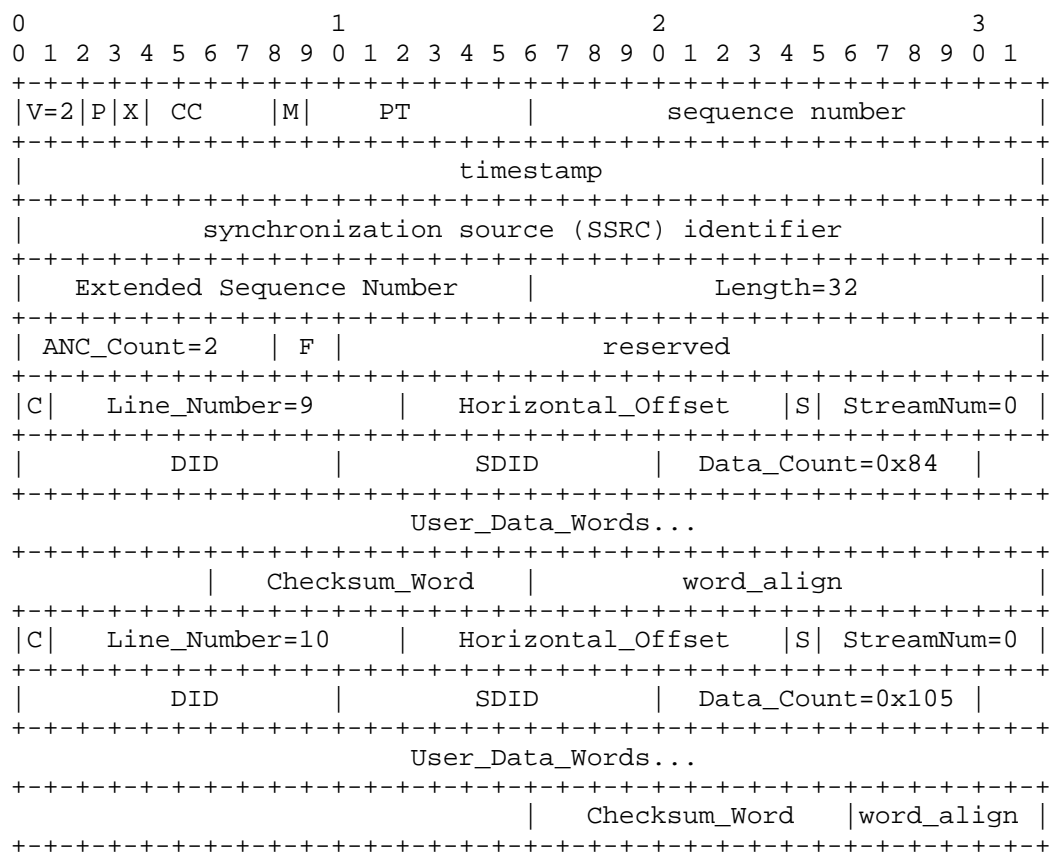 0                   1                   2                   3
0 1 2 3 4 5 6 7 8 9 0 1 2 3 4 5 6 7 8 9 0 1 2 3 4 5 6 7 8 9 0 1
+-+-+-+-+-+-+-+-+-+-+-+-+-+-+-+-+-+-+-+-+-+-+-+-+-+-+-+-+-+-+-+-+
|V=2|P|X| CC    |M|    PT       |        sequence number        |
+-+-+-+-+-+-+-+-+-+-+-+-+-+-+-+-+-+-+-+-+-+-+-+-+-+-+-+-+-+-+-+-+
|                           timestamp                           |
+-+-+-+-+-+-+-+-+-+-+-+-+-+-+-+-+-+-+-+-+-+-+-+-+-+-+-+-+-+-+-+-+
|           synchronization source (SSRC) identifier            |
+-+-+-+-+-+-+-+-+-+-+-+-+-+-+-+-+-+-+-+-+-+-+-+-+-+-+-+-+-+-+-+-+
|   Extended Sequence Number    |           Length=32           |
+-+-+-+-+-+-+-+-+-+-+-+-+-+-+-+-+-+-+-+-+-+-+-+-+-+-+-+-+-+-+-+-+
| ANC_Count=2   | F |                reserved                   |
+-+-+-+-+-+-+-+-+-+-+-+-+-+-+-+-+-+-+-+-+-+-+-+-+-+-+-+-+-+-+-+-+
|C|   Line_Number=9     |   Horizontal_Offset   |S| StreamNum=0 |
+-+-+-+-+-+-+-+-+-+-+-+-+-+-+-+-+-+-+-+-+-+-+-+-+-+-+-+-+-+-+-+-+
|         DID       |        SDID       |  Data_Count=0x84  |
+-+-+-+-+-+-+-+-+-+-+-+-+-+-+-+-+-+-+-+-+-+-+-+-+-+-+-+-+-+-+-+-+
                         User_Data_Words...
+-+-+-+-+-+-+-+-+-+-+-+-+-+-+-+-+-+-+-+-+-+-+-+-+-+-+-+-+-+-+-+-+
            |   Checksum_Word   |         word_align            |
+-+-+-+-+-+-+-+-+-+-+-+-+-+-+-+-+-+-+-+-+-+-+-+-+-+-+-+-+-+-+-+-+
|C|   Line_Number=10    |   Horizontal_Offset   |S| StreamNum=0 |
+-+-+-+-+-+-+-+-+-+-+-+-+-+-+-+-+-+-+-+-+-+-+-+-+-+-+-+-+-+-+-+-+
|         DID       |        SDID       |  Data_Count=0x105 |
+-+-+-+-+-+-+-+-+-+-+-+-+-+-+-+-+-+-+-+-+-+-+-+-+-+-+-+-+-+-+-+-+
                         User_Data_Words...
+-+-+-+-+-+-+-+-+-+-+-+-+-+-+-+-+-+-+-+-+-+-+-+-+-+-+-+-+-+-+-+-+
                                |   Checksum_Word   |word_align |
+-+-+-+-+-+-+-+-+-+-+-+-+-+-+-+-+-+-+-+-+-+-+-+-+-+-+-+-+-+-+-+-+